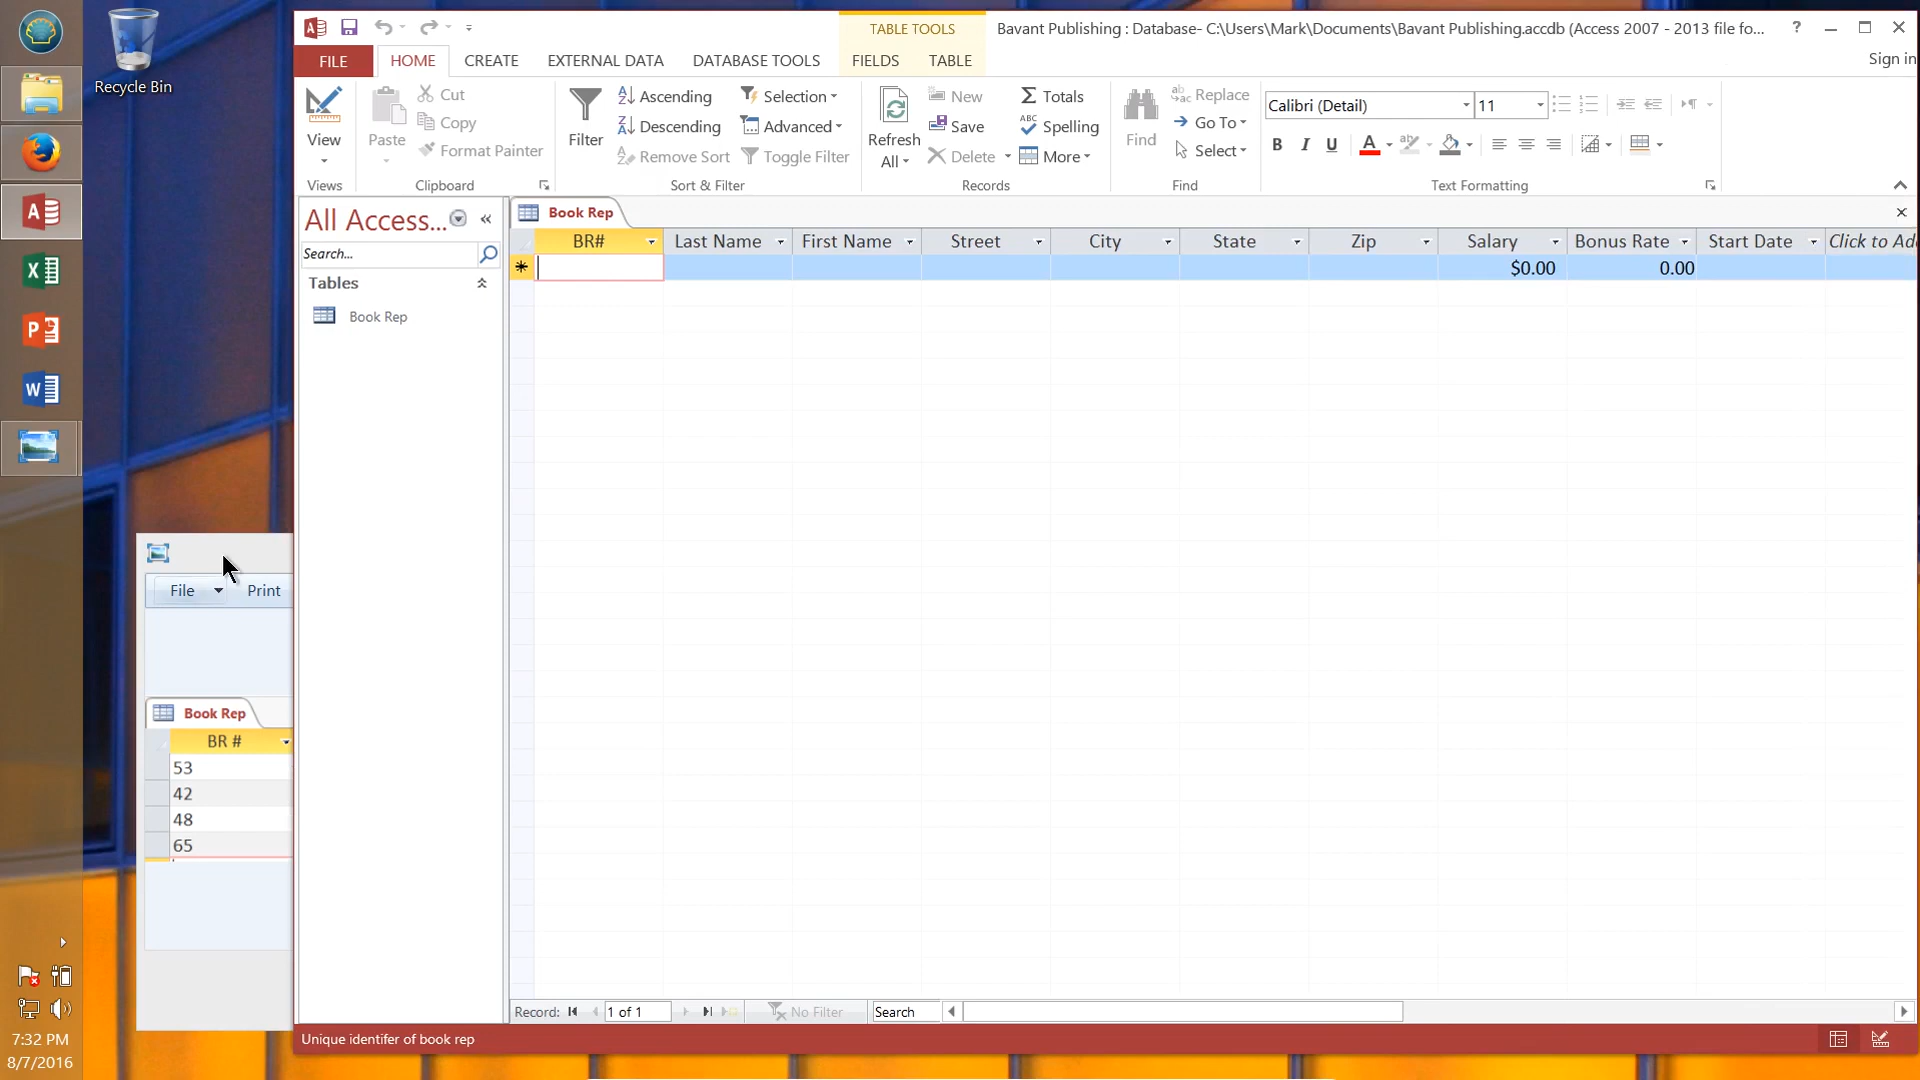 Recycle Bin
TABLE TOOLS
Bavant Publishing : Database- C:\Users\Mark\Documents\Bavant Publishing.accdb (Access 2007 - 2013 file fo...
?
FILE
HOME
CREATE
EXTERNAL DATA
DATABASE TOOLS
FIELDS
TABLE
Sign in
View
Views
Paste
Cut
Copy
Format Painter
Clipboard
Filter
Ascending
Descending
Remove Sort
Selection
Advanced
Toggle Filter
Sort & Filter
Refresh
All
New
Save
Delete
Totals
Spelling
More
Records
Find
Replace
Go To
Select
Find
Calibri (Detail)
11
B I U A
Text Formatting
All Access...
Search...
Tables
Book Rep
Book Rep
BR# Last Name First Name Street City State Zip Salary Bonus Rate Start Date Click to Ad
$0.00 0.00
File Print
Book Rep
BR #
53
42
48
65
Record: 1 of 1 No Filter Search
Unique identifer of book rep
7:32 PM
8/7/2016